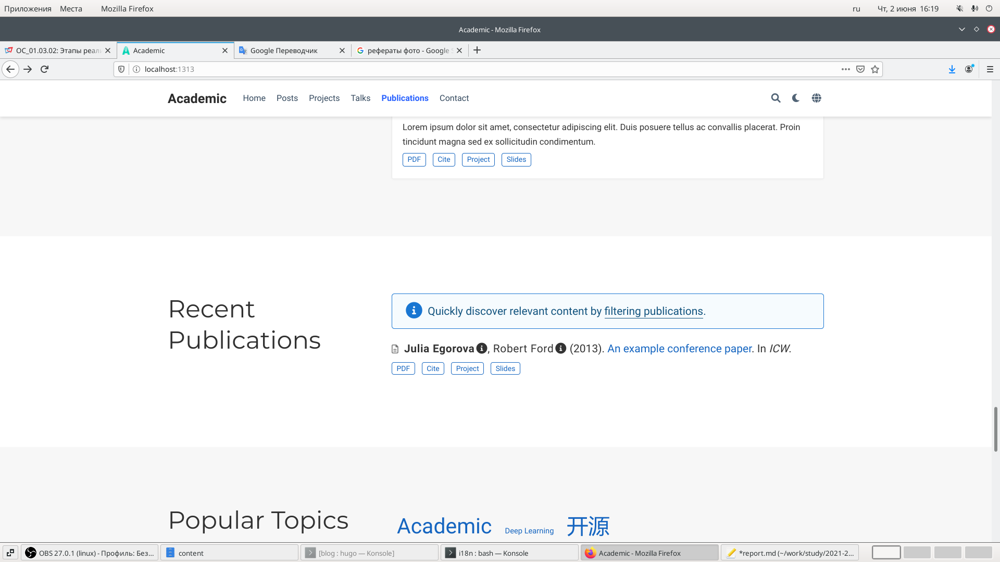 Приложения Места Mozilla Firefox ru Чт, 2 июня 16:19
Academic - Mozilla Firefox
ОС_01.03.02: Этапы реал Academic Google Переводчик рефераты фото - Google S
localhost:1313
Academic Home Posts Projects Talks Publications Contact
Lorem ipsum dolor sit amet, consectetur adipiscing elit. Duis posuere tellus ac convallis placerat. Proin
tincidunt magna sed ex sollicitudin condimentum.
PDF Cite Project Slides
Recent
Publications
Quickly discover relevant content by filtering publications.
Julia Egorova, Robert Ford (2013). An example conference paper. In ICW.
PDF Cite Project Slides
Popular Topics
Academic Deep Learning 开源
OBS 27.0.1 (linux) - Профиль: Без... content [blog : hugo — Konsole] i18n : bash — Konsole Academic - Mozilla Firefox *report.md (~/work/study/2021-2...